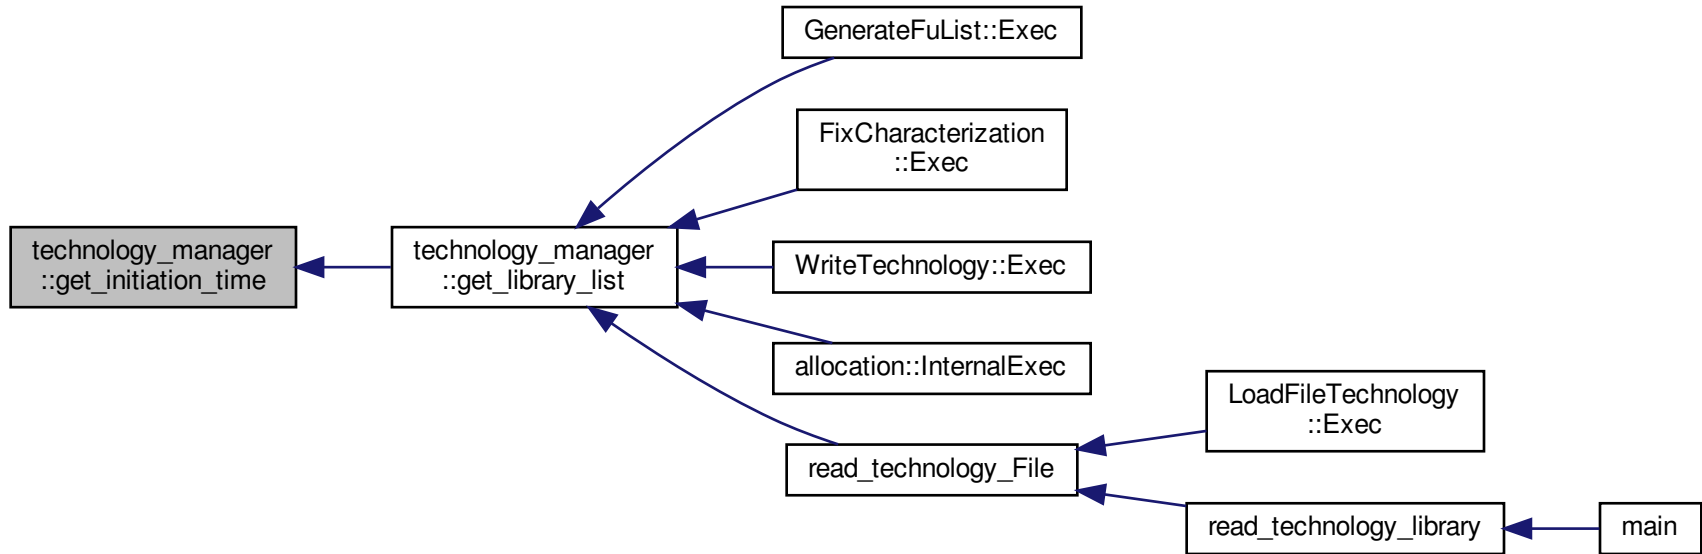 GenerateFuList::Exec
FixCharacterization
::Exec
technology_manager
::get_initiation_time
technology_manager
::get_library_list
WriteTechnology::Exec
allocation::InternalExec
LoadFileTechnology
::Exec
read_technology_File
read_technology_library
main